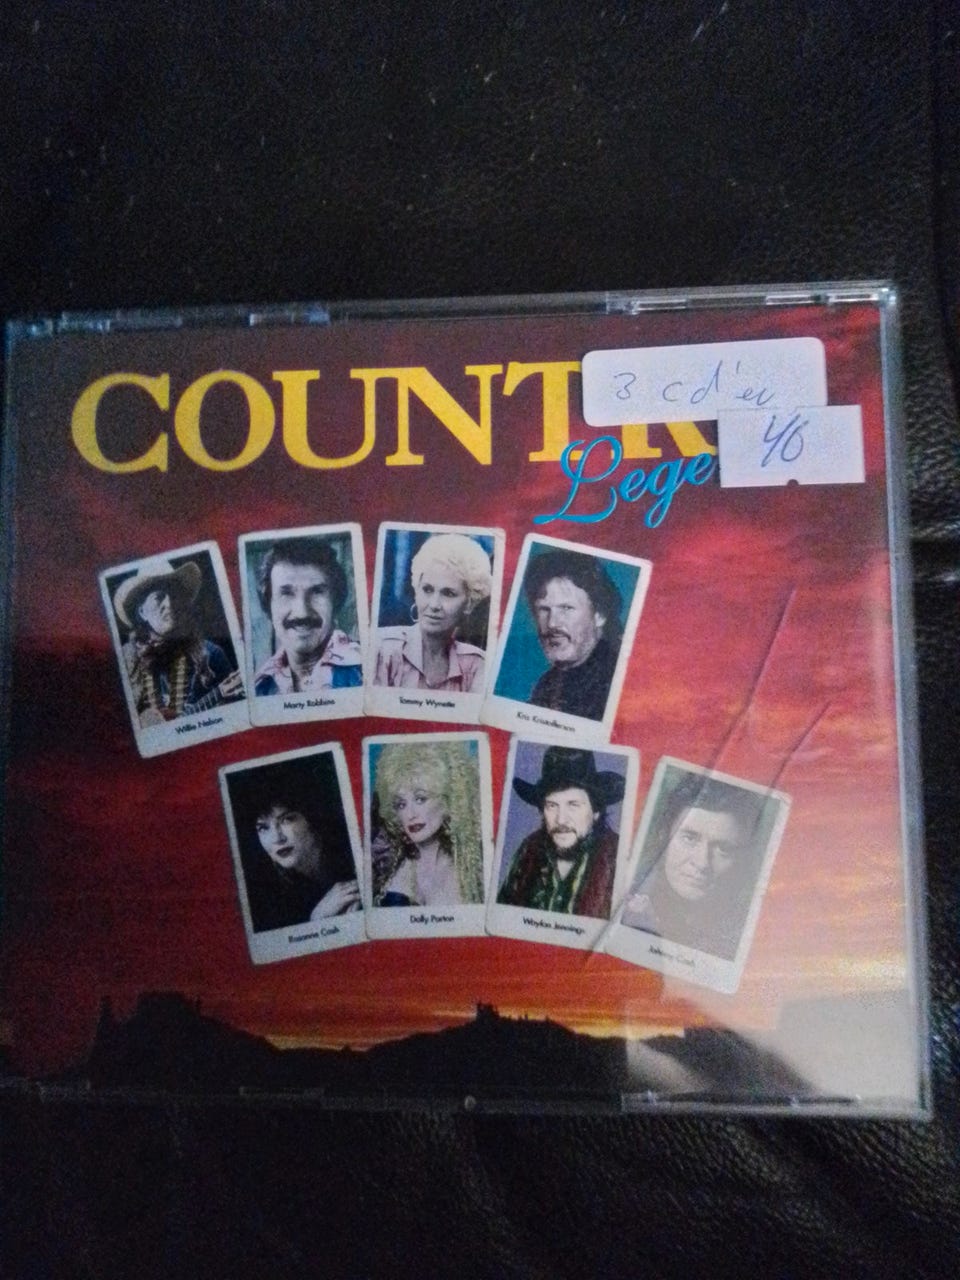 COUNTR
3 cd'er
40
Lege
Willie Nelson
Marty Robbins
Tammy Wynette
Kris Kristofferson
Rosanne Cash
Dolly Parton
Waylon Jennings
Johnny Cash